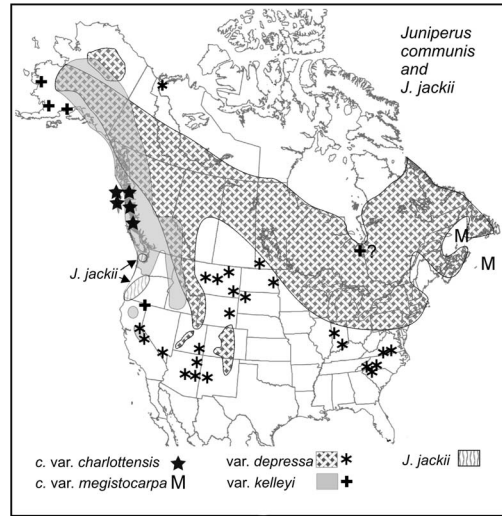 Juniperus
communis
and
J. jackii
M
M
?
J. jackii
c. var. charlottensis
var. depressa
J. jackii
c. var. megistocarpa M
var. kelleyi